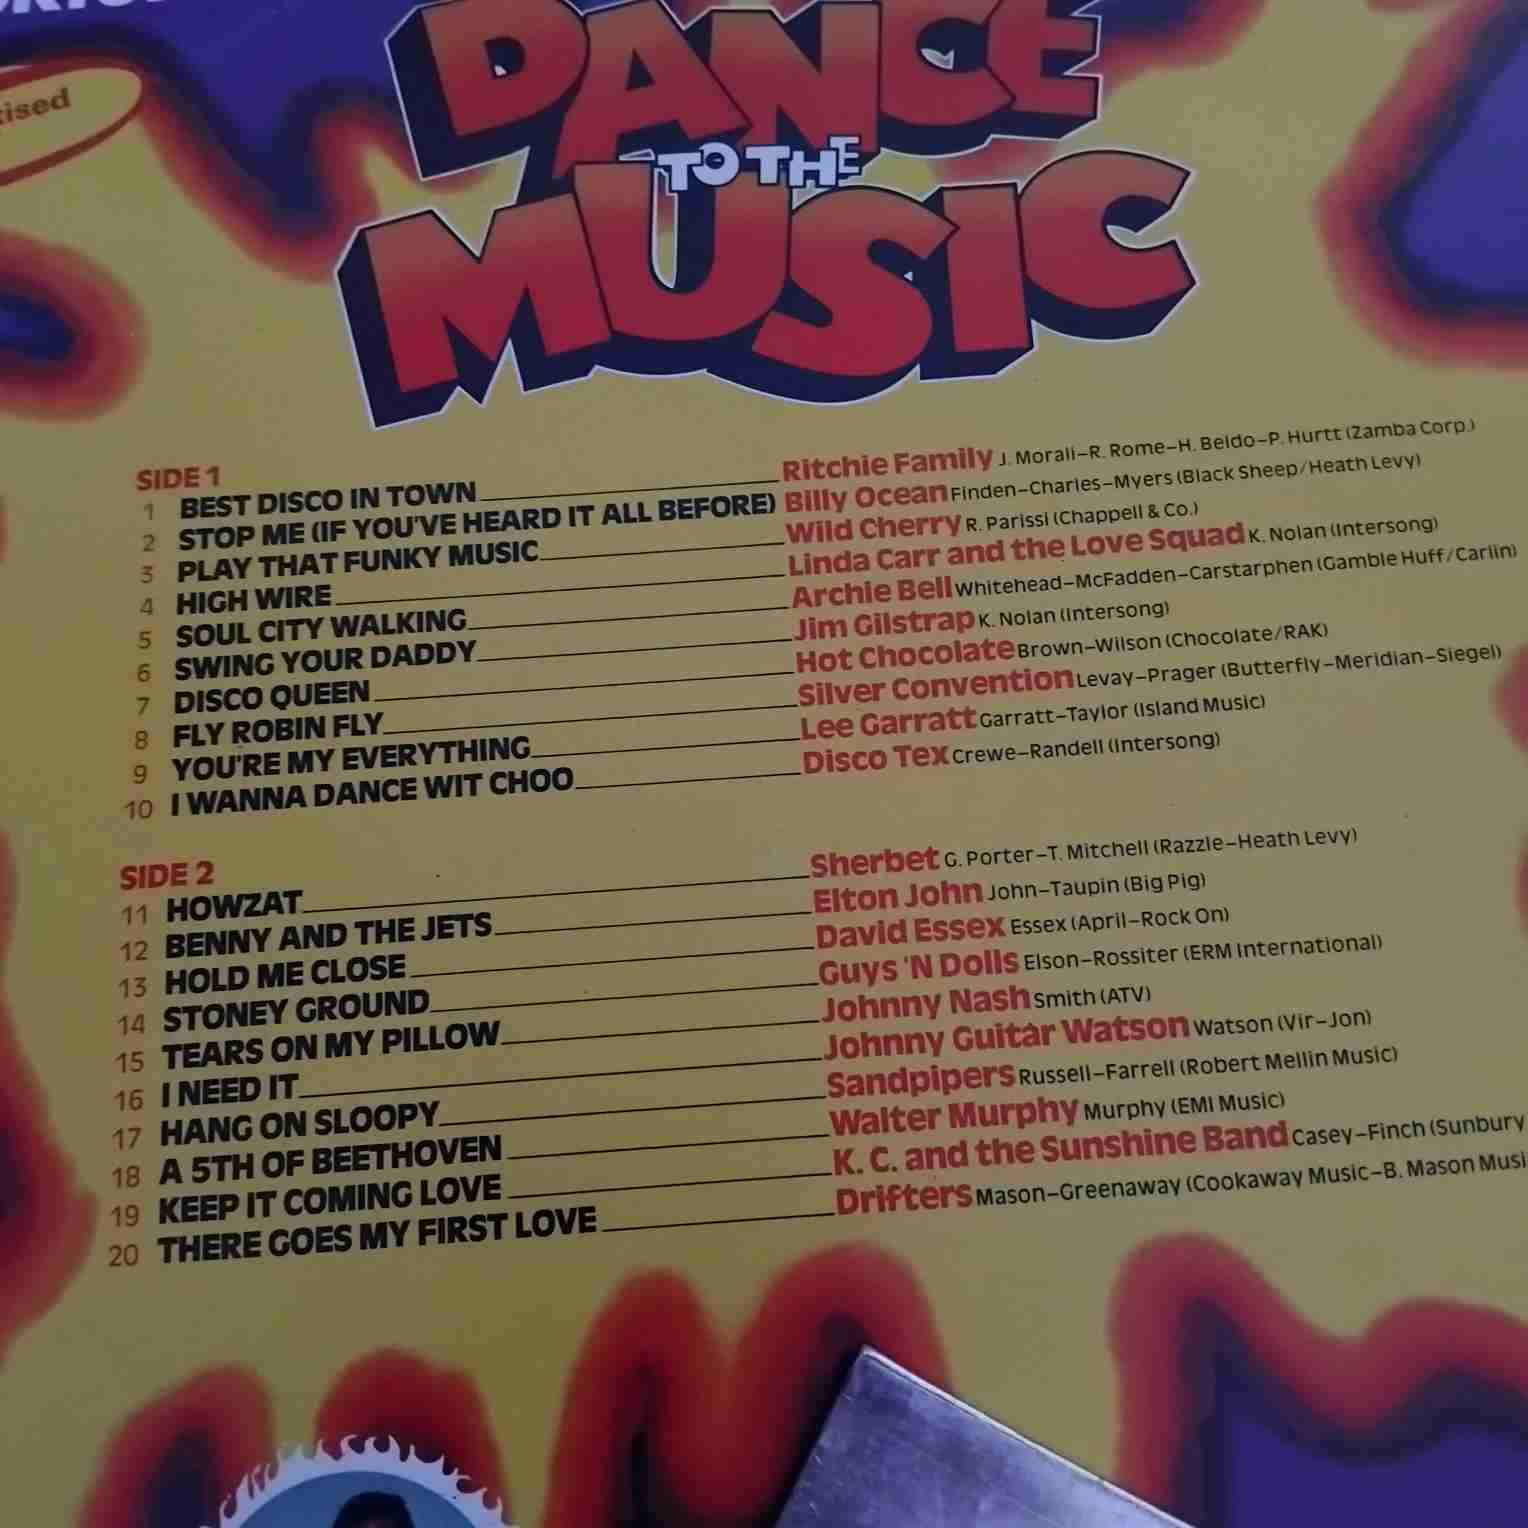 ised
DANCE
TO THE
MUSIC
SIDE 1
1 BEST DISCO IN TOWN Ritchie Family J. Morali-R. Rome-H. Beldo-P. Hurtt (Zamba Corp.)
2 STOP ME (IF YOU'VE HEARD IT ALL BEFORE) Billy Ocean Finden-Charles-Myers (Black Sheep/Heath Levy)
3 PLAY THAT FUNKY MUSIC Wild Cherry R. Parissi (Chappell & Co.)
4 HIGH WIRE Linda Carr and the Love Squad K. Nolan (Intersong)
5 SOUL CITY WALKING Archie Bell Whitehead-McFadden-Carstarphen (Gamble Huff/Carlin)
6 SWING YOUR DADDY Jim Gilstrap K. Nolan (Intersong)
7 DISCO QUEEN Hot Chocolate Brown-Wilson (Chocolate/RAK)
8 FLY ROBIN FLY Silver Convention Levay-Prager (Butterfly-Meridian-Siegel)
9 YOU'RE MY EVERYTHING Lee Garratt Garratt-Taylor (Island Music)
10 I WANNA DANCE WIT CHOO Disco Tex Crewe-Randell (Intersong)
SIDE 2
11 HOWZAT Sherbet G. Porter-T. Mitchell (Razzle-Heath Levy)
12 BENNY AND THE JETS Elton John John-Taupin (Big Pig)
13 HOLD ME CLOSE David Essex Essex (April-Rock On)
14 STONEY GROUND Guys 'N Dolls Elson-Rossiter (ERM International)
15 TEARS ON MY PILLOW Johnny Nash Smith (ATV)
16 I NEED IT Johnny Guitar Watson Watson (Vir-Jon)
17 HANG ON SLOOPY Sandpipers Russell-Farrell (Robert Mellin Music)
18 A 5TH OF BEETHOVEN Walter Murphy Murphy (EMI Music)
19 KEEP IT COMING LOVE K. C. and the Sunshine Band Casey-Finch (Sunbury
20 THERE GOES MY FIRST LOVE Drifters Mason-Greenaway (Cookaway Music-B. Mason Musi